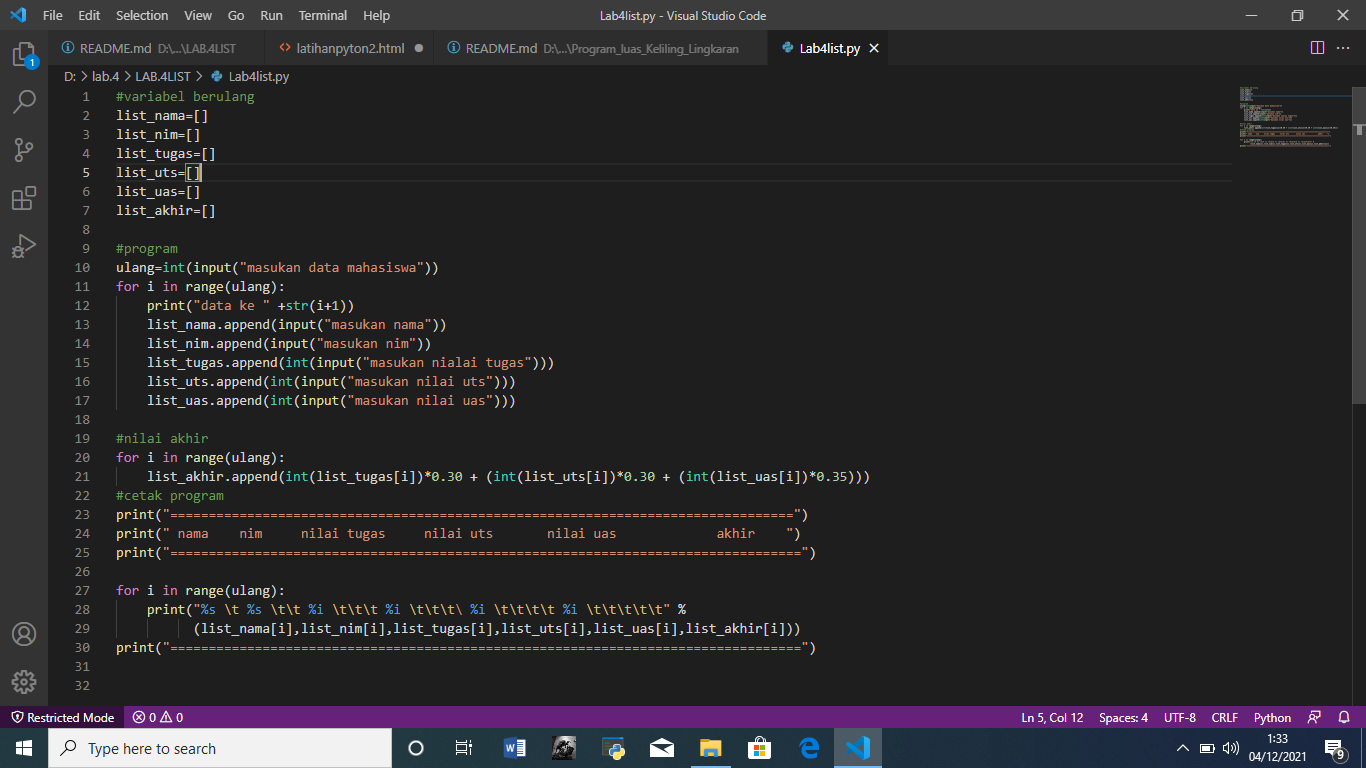 File Edit Selection View Go Run Terminal Help Lab4list.py - Visual Studio Code
README.md D:\...\LAB.4LIST latihanpyton2.html README.md D:\...\Program_luas_Keliling_Lingkaran Lab4list.py
1
D: > lab.4 > LAB.4LIST > Lab4list.py
1 #variabel berulang
2 list_nama=[]
3 list_nim=[]
4 list_tugas=[]
5 list_uts=[]
6 list_uas=[]
7 list_akhir=[]
8
9 #program
10 ulang=int(input("masukan data mahasiswa"))
11 for i in range(ulang):
12     print("data ke " +str(i+1))
13     list_nama.append(input("masukan nama"))
14     list_nim.append(input("masukan nim"))
15     list_tugas.append(int(input("masukan nialai tugas")))
16     list_uts.append(int(input("masukan nilai uts")))
17     list_uas.append(int(input("masukan nilai uas")))
18
19 #nilai akhir
20 for i in range(ulang):
21     list_akhir.append(int(list_tugas[i])*0.30 + (int(list_uts[i])*0.30 + (int(list_uas[i])*0.35)))
22 #cetak program
23 print("=================================================================================")
24 print(" nama    nim     nilai tugas     nilai uts       nilai uas             akhir    ")
25 print("==================================================================================")
26
27 for i in range(ulang):
28     print("%s \t %s \t\t %i \t\t\t %i \t\t\t\ %i \t\t\t\t %i \t\t\t\t\t" %
29           (list_nama[i],list_nim[i],list_tugas[i],list_uts[i],list_uas[i],list_akhir[i]))
30 print("==================================================================================")
31
32
Restricted Mode 0 0 Ln 5, Col 12 Spaces: 4 UTF-8 CRLF Python
Type here to search 1:33
04/12/2021 9